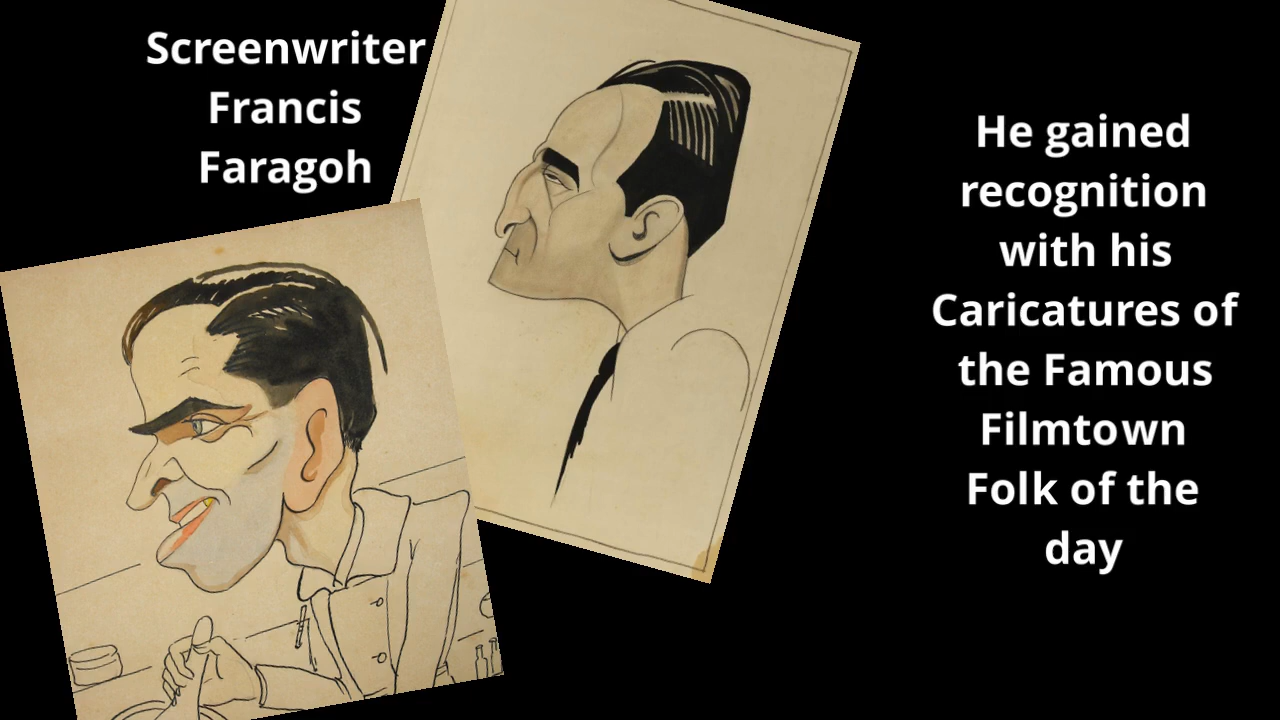 Screenwriter
Francis
Faragoh
He gained
recognition
with his
Caricatures of
the Famous
Filmtown
Folk of the
day